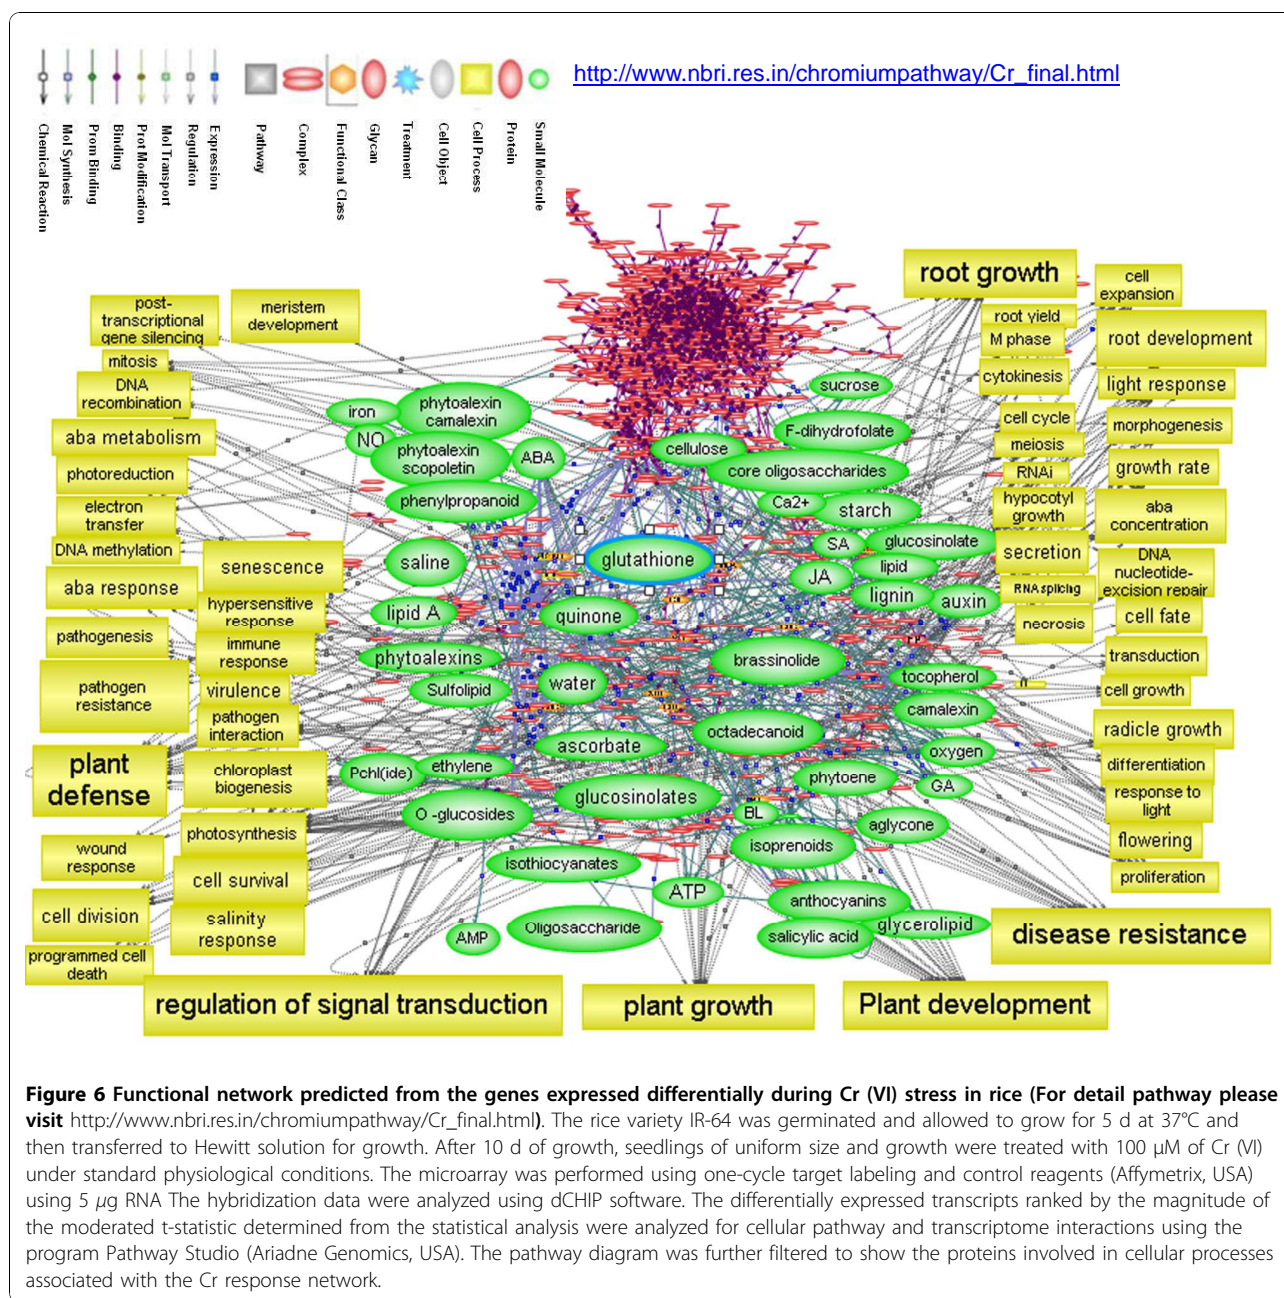 http://www.nbri.res.in/chromiumpathway/Cr_final.html
Chemical Reaction
Mol Synthesis
Prom Binding
Binding
Prot Modification
Mol Transport
Regulation
Expression
Pathway
Complex
Functional Class
Glycan
Treatment
Cell Object
Cell Process
Protein
Small Molecule
root growth
cell
expansion
post-
transcriptional
gene silencing
meristem
development
root yield
M phase
root development
mitosis
DNA
recombination
cytokinesis
light response
sucrose
iron
phytoalexin
camalexin
cell cycle
morphogenesis
aba metabolism
NO
F-dihydrofolate
meiosis
phytoalexin
scopoletin
ABA
cellulose
core oligosaccharides
RNAi
growth rate
photoreduction
phenylpropanoid
Ca2+
starch
hypocotyl
growth
aba
concentration
electron
transfer
DNA methylation
saline
glutathione
SA
glucosinolate
secretion
DNA
nucleotide-
excision repair
senescence
lipid
JA
aba response
lignin
auxin
RNA splicing
hypersensitive
response
lipid A
quinone
necrosis
cell fate
pathogenesis
immune
response
phytoalexins
brassinolide
transduction
tocopherol
pathogen
resistance
virulence
Sulfolipid
water
cell growth
camalexin
pathogen
interaction
octadecanoid
radicle growth
ascorbate
oxygen
plant
defense
chloroplast
biogenesis
Pchl(ide)
ethylene
phytoene
differentiation
GA
glucosinolates
response to
light
O -glucosides
BL
aglycone
photosynthesis
isoprenoids
flowering
wound
response
isothiocyanates
cell survival
ATP
proliferation
anthocyanins
cell division
salinity
response
AMP
Oligosaccharide
salicylic acid
glycerolipid
disease resistance
programmed cell
death
regulation of signal transduction
plant growth
Plant development
Figure 6 Functional network predicted from the genes expressed differentially during Cr (VI) stress in rice (For detail pathway please
visit http://www.nbri.res.in/chromiumpathway/Cr_final.html). The rice variety IR-64 was germinated and allowed to grow for 5 d at 37°C and
then transferred to Hewitt solution for growth. After 10 d of growth, seedlings of uniform size and growth were treated with 100 μM of Cr (VI)
under standard physiological conditions. The microarray was performed using one-cycle target labeling and control reagents (Affymetrix, USA)
using 5 μg RNA The hybridization data were analyzed using dCHIP software. The differentially expressed transcripts ranked by the magnitude of
the moderated t-statistic determined from the statistical analysis were analyzed for cellular pathway and transcriptome interactions using the
program Pathway Studio (Ariadne Genomics, USA). The pathway diagram was further filtered to show the proteins involved in cellular processes
associated with the Cr response network.